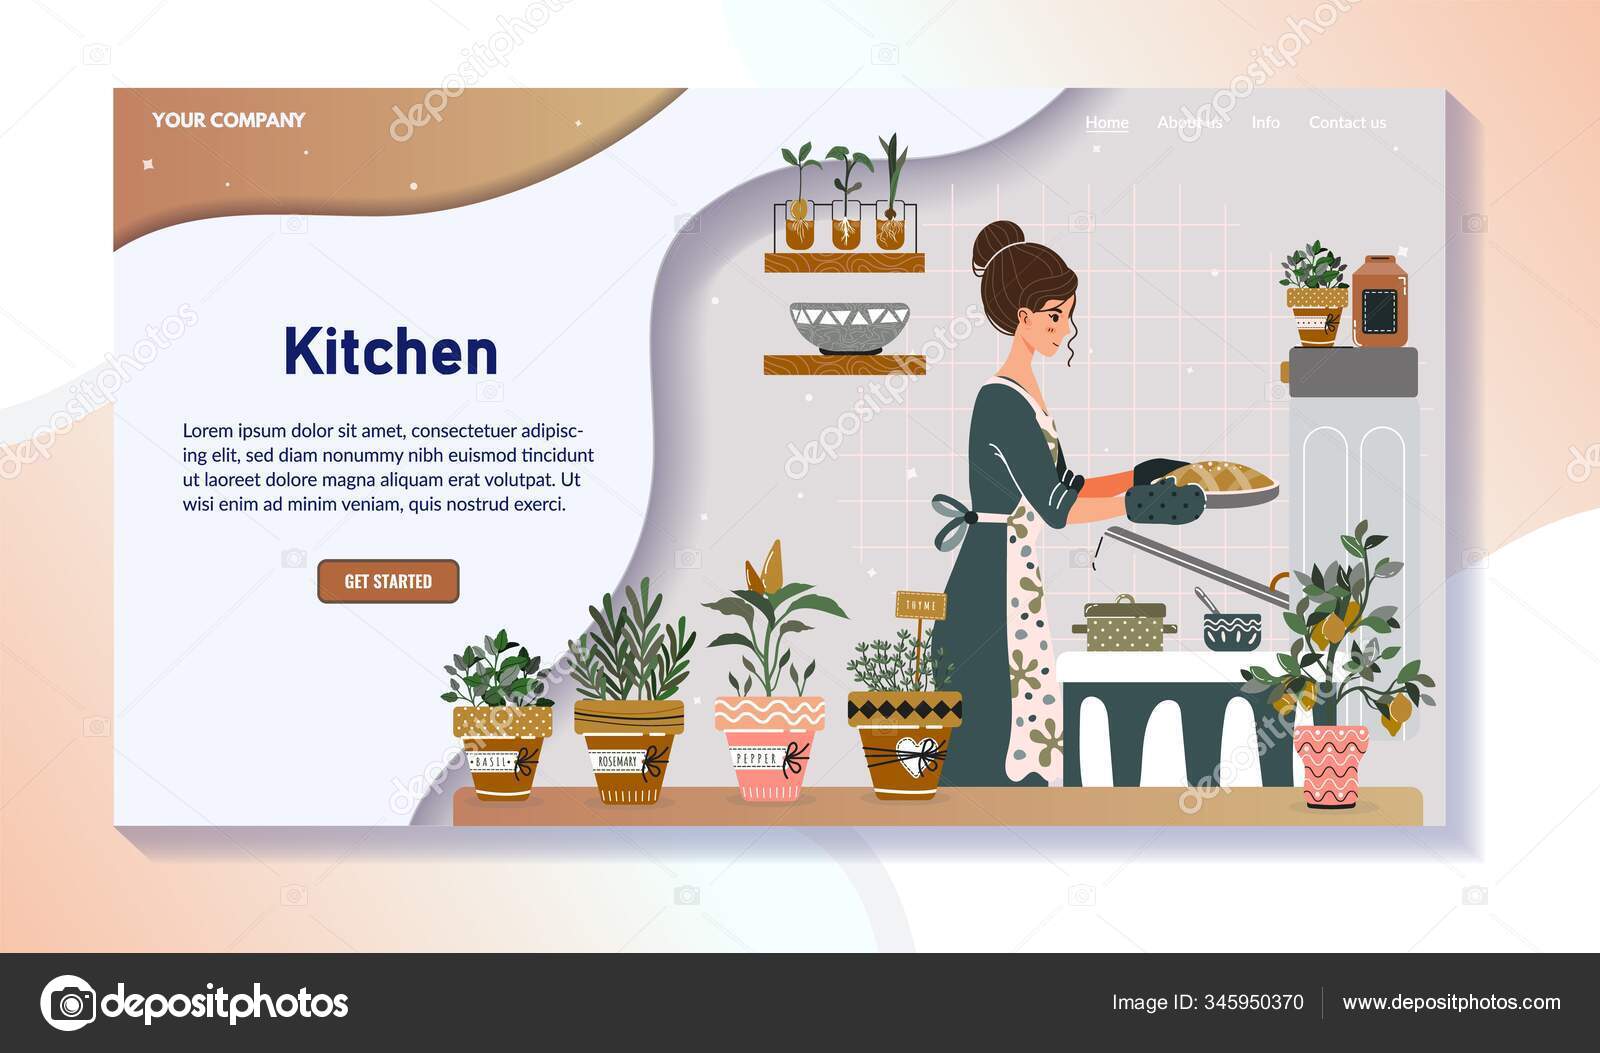 YOUR COMPANY
Home About us Info Contact us
Kitchen
Lorem ipsum dolor sit amet, consectetuer adipisc-
ing elit, sed diam nonummy nibh euismod tincidunt
ut laoreet dolore magna aliquam erat volutpat. Ut
wisi enim ad minim veniam, quis nostrud exerci.
GET STARTED
THYME
BASIL
ROSEMARY
PEPPER
depositphotos
Image ID: 345950370
www.depositphotos.com